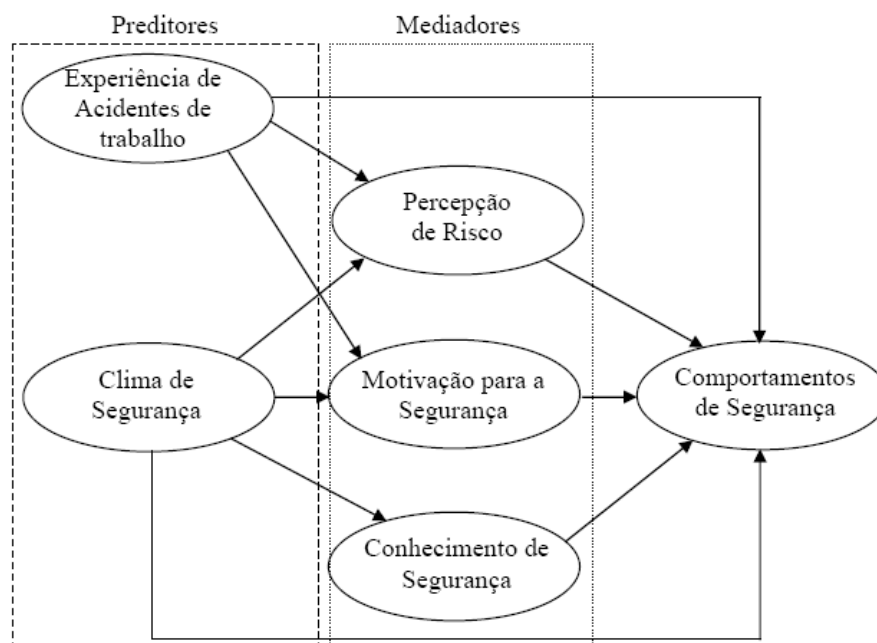 Preditores
Mediadores
Experiência de
Acidentes de
trabalho
Percepção
de Risco
Clima de
Segurança
Motivação para a
Segurança
Comportamentos
de Segurança
Conhecimento de
Segurança